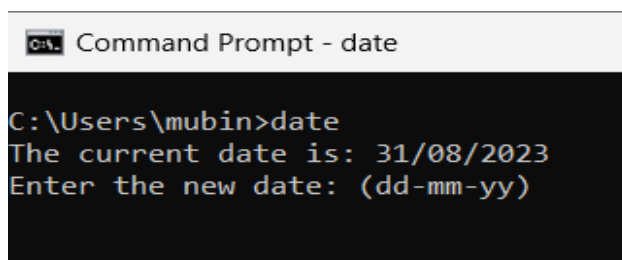 Command Prompt - date
C:\Users\mubin>date
The current date is: 31/08/2023
Enter the new date: (dd-mm-yy)